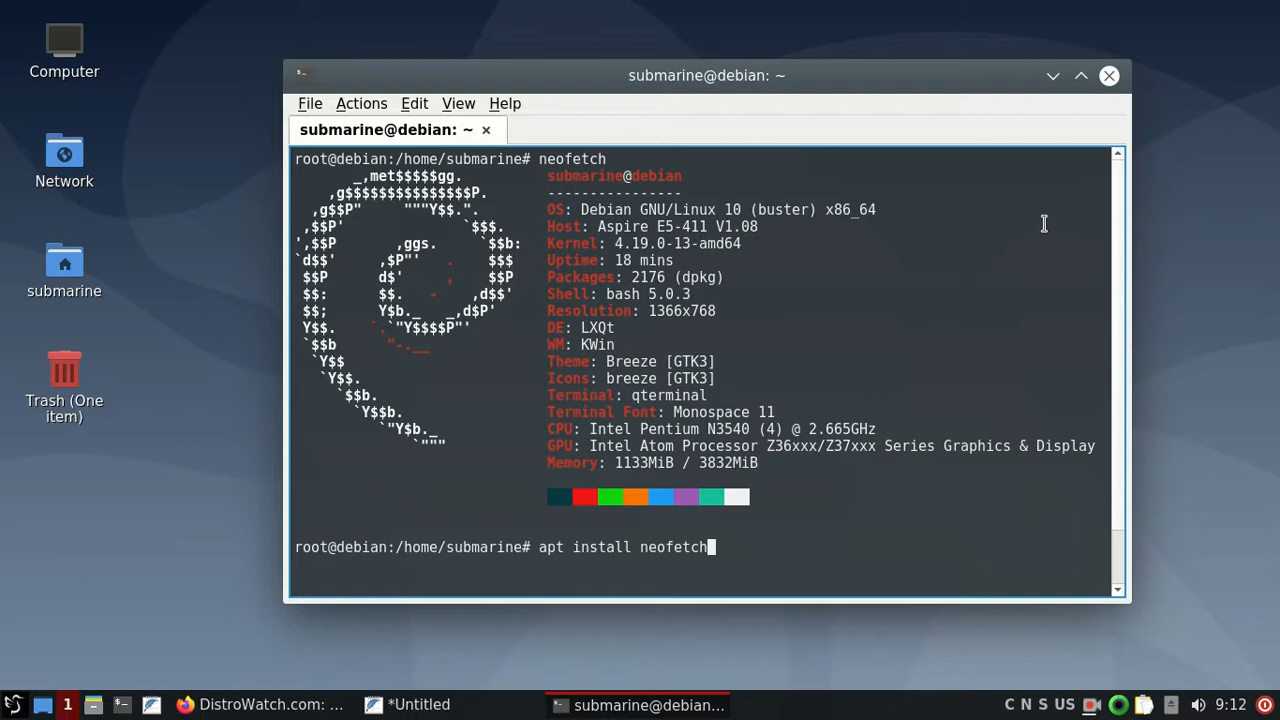 Computer
Network
submarine
Trash (One
item)
submarine@debian: ~
File Actions Edit View Help
submarine@debian: ~
root@debian:/home/submarine# neofetch
_,met$$$$$gg.
,g$$$$$$$$$$$$$$$P.
,g$$P" """Y$$.".
,$$P' `$$$.
',$$P ,ggs. `$$b:
`d$$' ,$P"' . $$$
$$P d$' , $$P
$$: $$. - ,d$$'
$$; Y$b._ _,d$P'
Y$$. `.`"Y$$$$P"'
`$$b "-.__
`Y$$
`Y$$.
`$$b.
`Y$$b.
`"Y$b._
`"""
submarine@debian
----------------
OS: Debian GNU/Linux 10 (buster) x86_64
Host: Aspire E5-411 V1.08
Kernel: 4.19.0-13-amd64
Uptime: 18 mins
Packages: 2176 (dpkg)
Shell: bash 5.0.3
Resolution: 1366x768
DE: LXQt
WM: KWin
Theme: Breeze [GTK3]
Icons: breeze [GTK3]
Terminal: qterminal
Terminal Font: Monospace 11
CPU: Intel Pentium N3540 (4) @ 2.665GHz
GPU: Intel Atom Processor Z36xxx/Z37xxx Series Graphics & Display
Memory: 1133MiB / 3832MiB
root@debian:/home/submarine# apt install neofetch
1 DistroWatch.com: ... *Untitled submarine@debian... C N S US 9:12